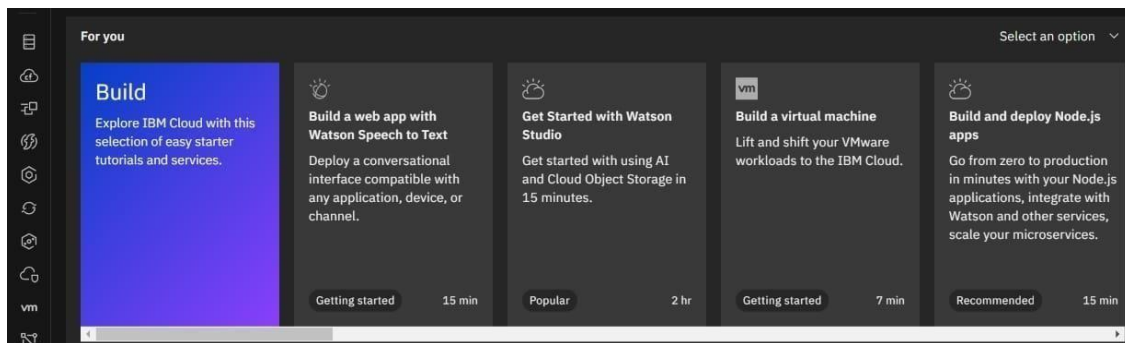 For you
Select an option
Build
Explore IBM Cloud with this
selection of easy starter
tutorials and services.
Build a web app with
Watson Speech to Text
Deploy a conversational
interface compatible with
any application, device, or
channel.
Getting started
15 min
Get Started with Watson
Studio
Get started with using AI
and Cloud Object Storage in
15 minutes.
Popular
2 hr
vm
Build a virtual machine
Lift and shift your VMware
workloads to the IBM Cloud.
Getting started
7 min
Build and deploy Node.js
apps
Go from zero to production
in minutes with your Node.js
applications, integrate with
Watson and other services,
scale your microservices.
Recommended
15 min
cf
vm